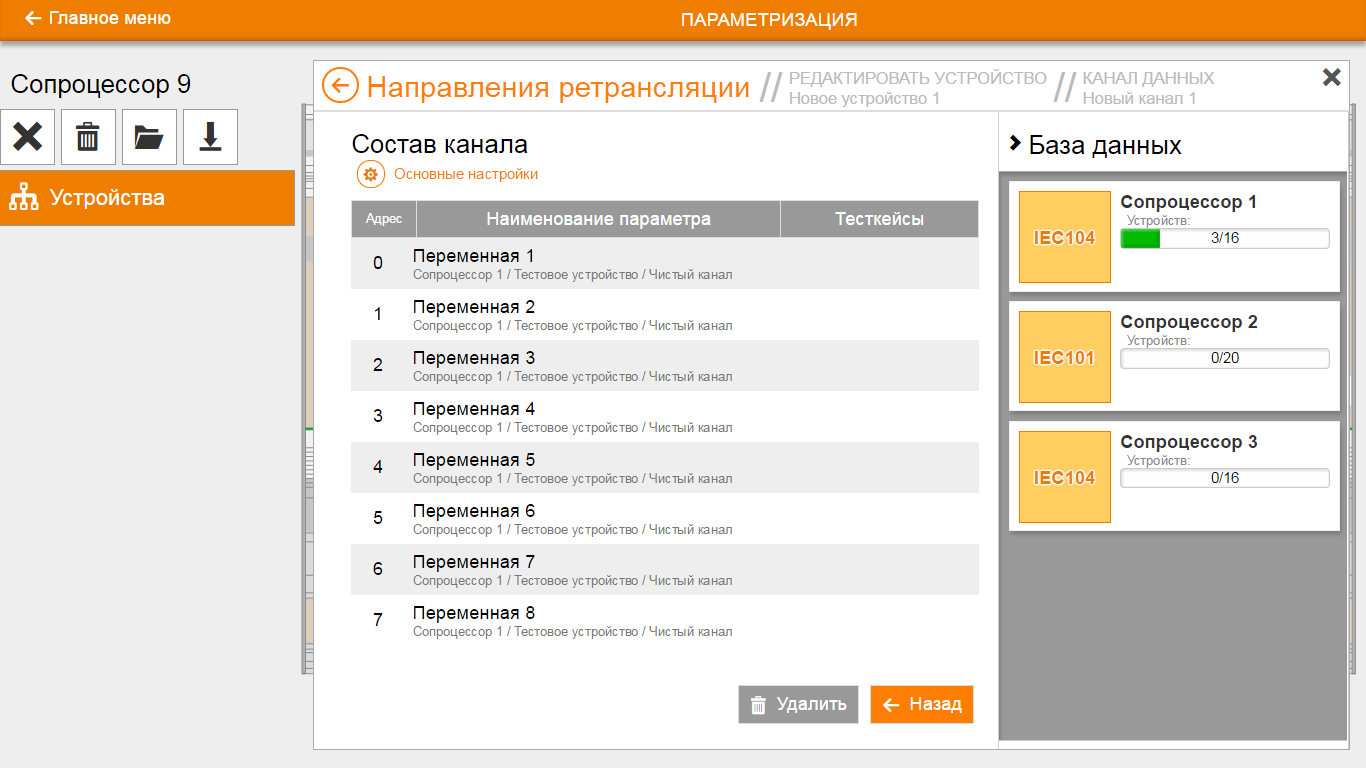 Главное меню
ПАРАМЕТРИЗАЦИЯ
Сопроцессор 9
Устройства
Направления ретрансляции // РЕДАКТИРОВАТЬ УСТРОЙСТВО // КАНАЛ ДАННЫХ
Новое устройство 1
Новый канал 1
Состав канала
Основные настройки
Адрес Наименование параметра Тесткейсы
0 Переменная 1
Сопроцессор 1 / Тестовое устройство / Чистый канал
1 Переменная 2
Сопроцессор 1 / Тестовое устройство / Чистый канал
2 Переменная 3
Сопроцессор 1 / Тестовое устройство / Чистый канал
3 Переменная 4
Сопроцессор 1 / Тестовое устройство / Чистый канал
4 Переменная 5
Сопроцессор 1 / Тестовое устройство / Чистый канал
5 Переменная 6
Сопроцессор 1 / Тестовое устройство / Чистый канал
6 Переменная 7
Сопроцессор 1 / Тестовое устройство / Чистый канал
7 Переменная 8
Сопроцессор 1 / Тестовое устройство / Чистый канал
Удалить
Назад
База данных
IEC104
Сопроцессор 1
Устройств:
3/16
IEC101
Сопроцессор 2
Устройств:
0/20
IEC104
Сопроцессор 3
Устройств:
0/16